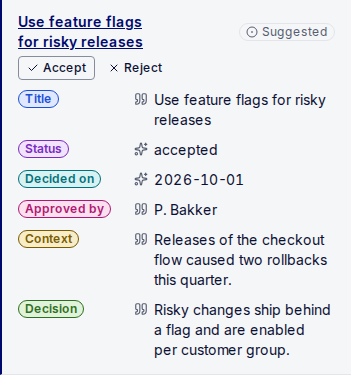 Use feature flags
for risky releases
Suggested
Accept
Reject
Title
Use feature flags for risky
releases
Status
accepted
Decided on
2026-10-01
Approved by
P. Bakker
Context
Releases of the checkout
flow caused two rollbacks
this quarter.
Decision
Risky changes ship behind
a flag and are enabled
per customer group.